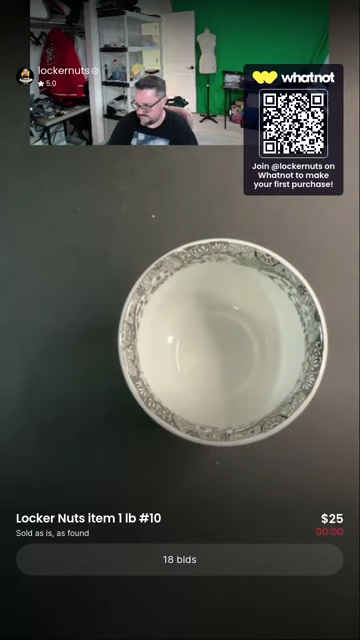 lockernuts
5.0
whatnot
Join @lockernuts on
Whatnot to make
your first purchase!
Locker Nuts item 1 lb #10
$25
Sold as is, as found
00:00
18 bids